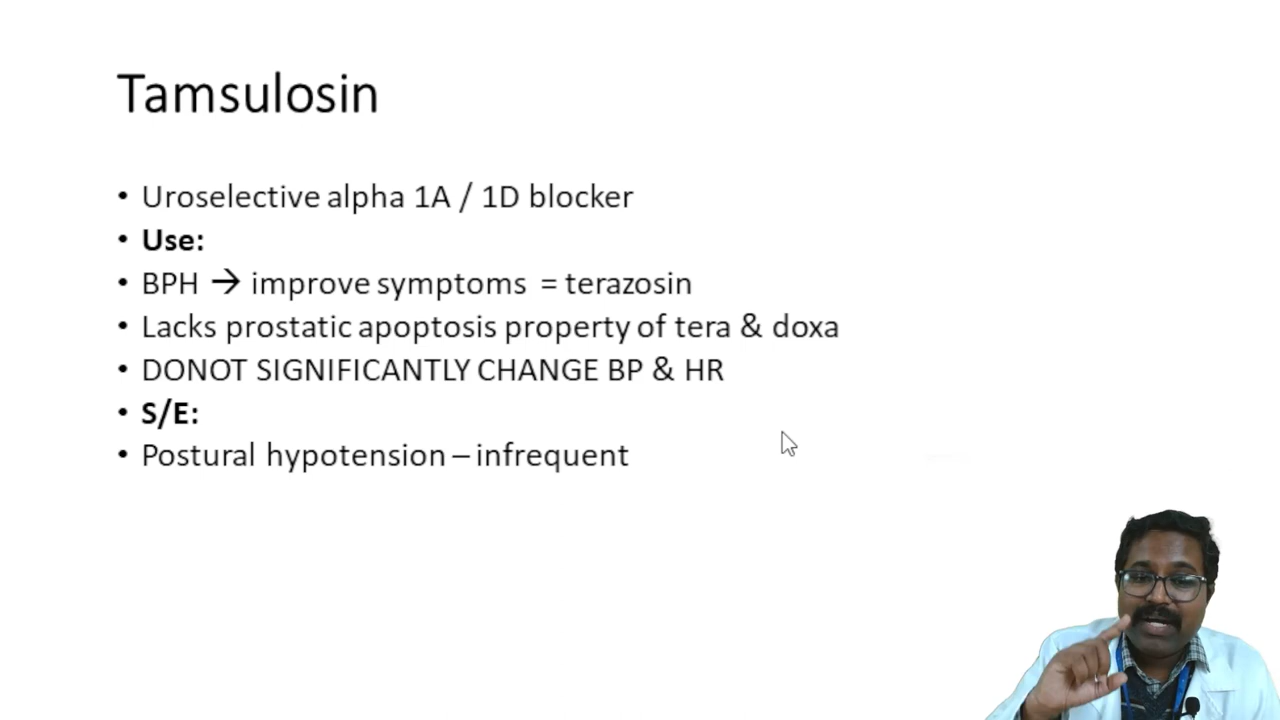 Tamsulosin
• Uroselective alpha 1A / 1D blocker
• Use:
• BPH → improve symptoms = terazosin
• Lacks prostatic apoptosis property of tera & doxa
• DONOT SIGNIFICANTLY CHANGE BP & HR
• S/E:
• Postural hypotension – infrequent